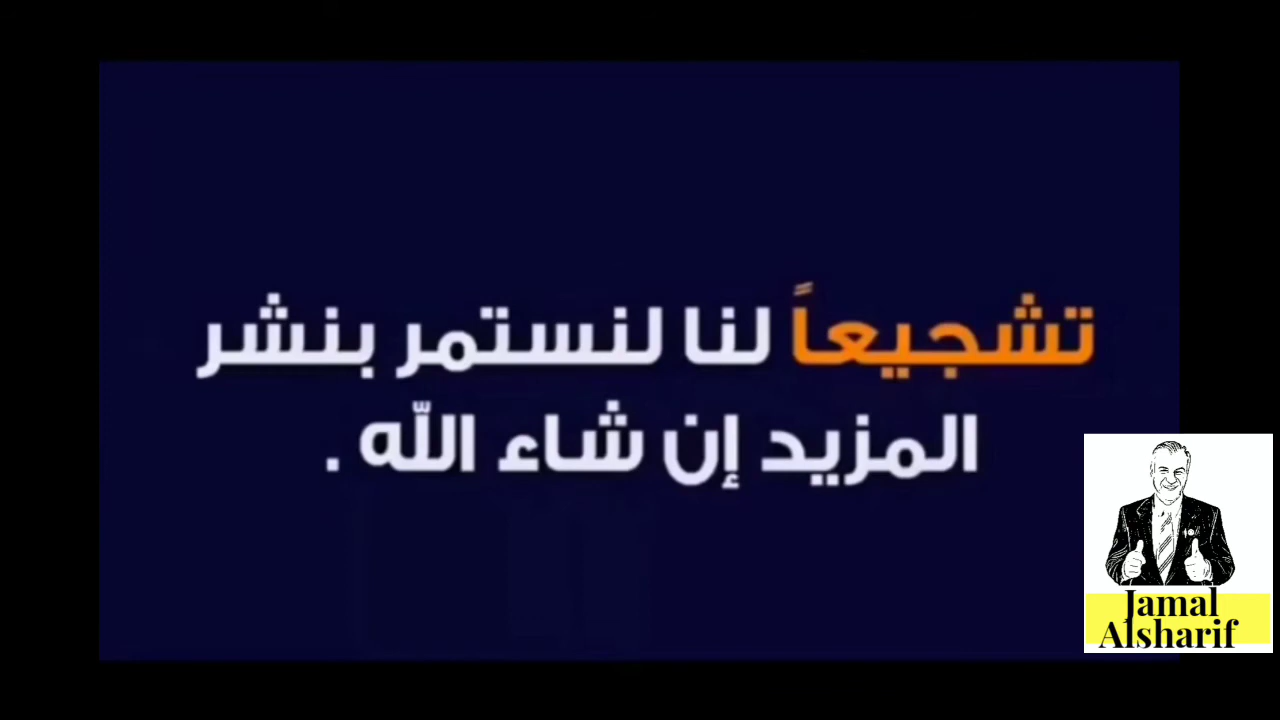 تشجيعاً لنا لنستمر بنشر
المزيد إن شاء الله .
Jamal
Alsharif